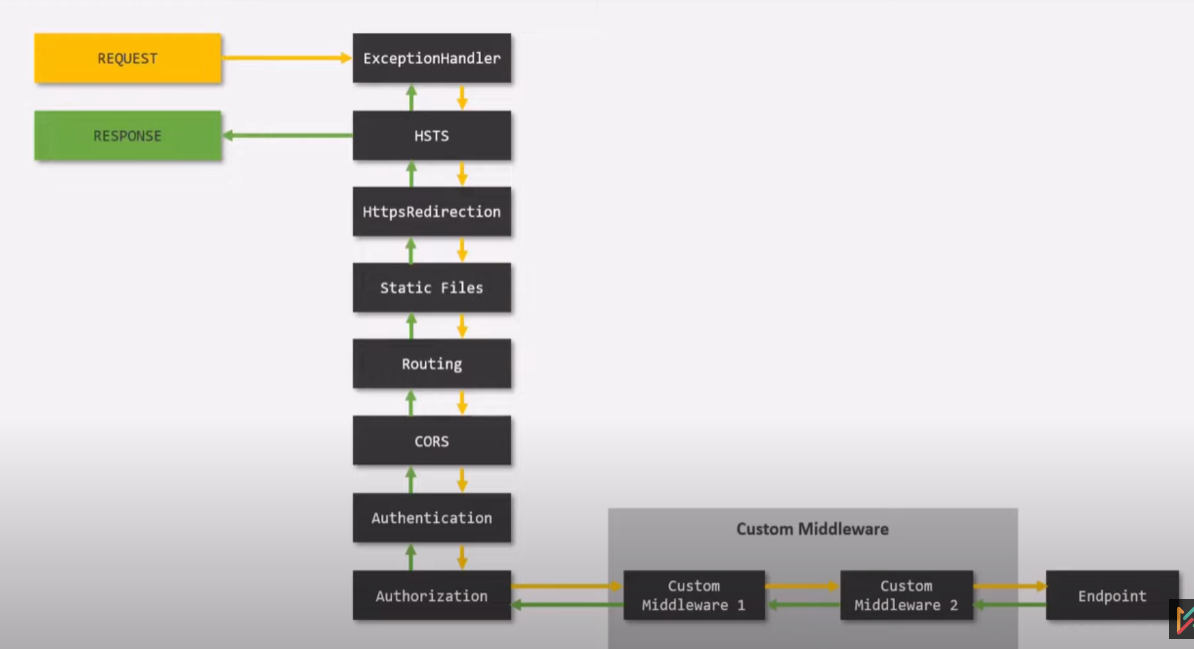 REQUEST
ExceptionHandler
RESPONSE
HSTS
HttpsRedirection
Static Files
Routing
CORS
Authentication
Custom Middleware
Authorization
Custom
Middleware 1
Custom
Middleware 2
Endpoint